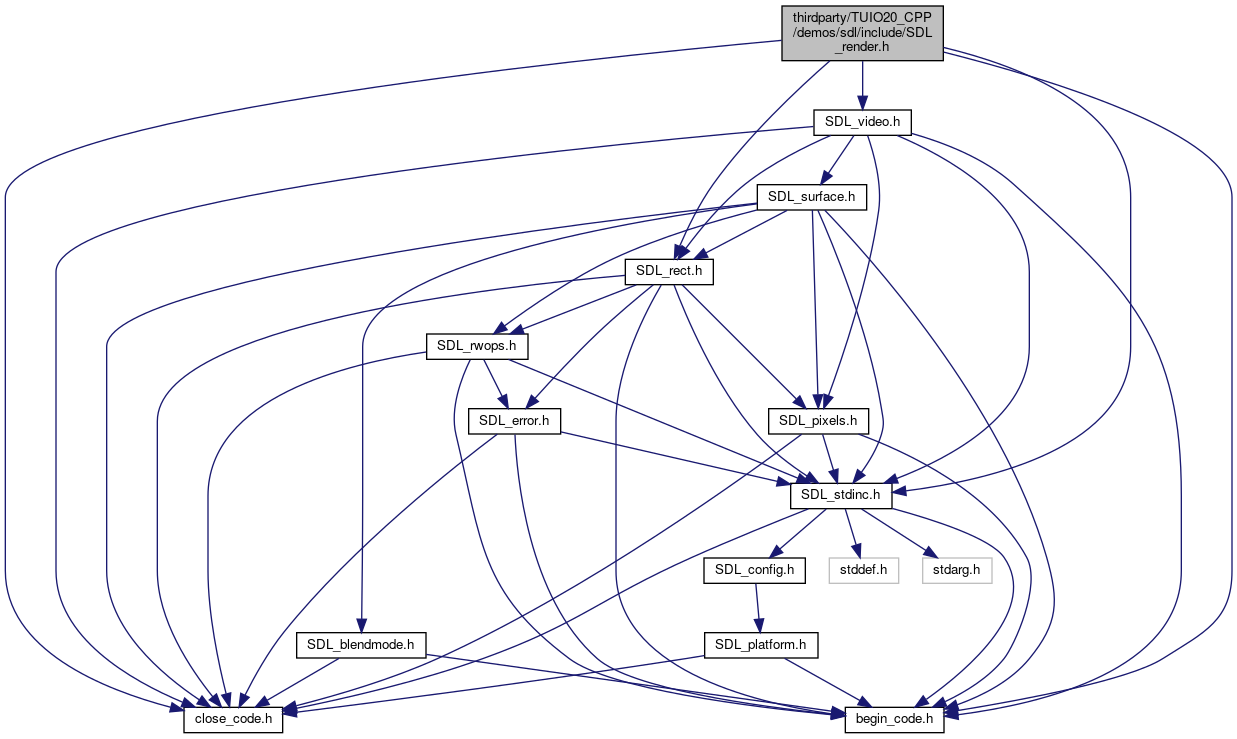 thirdparty/TUIO20_CPP
/demos/sdl/include/SDL
_render.h
SDL_video.h
SDL_surface.h
SDL_rect.h
SDL_rwops.h
SDL_error.h
SDL_pixels.h
SDL_stdinc.h
SDL_config.h
stddef.h
stdarg.h
SDL_blendmode.h
SDL_platform.h
close_code.h
begin_code.h